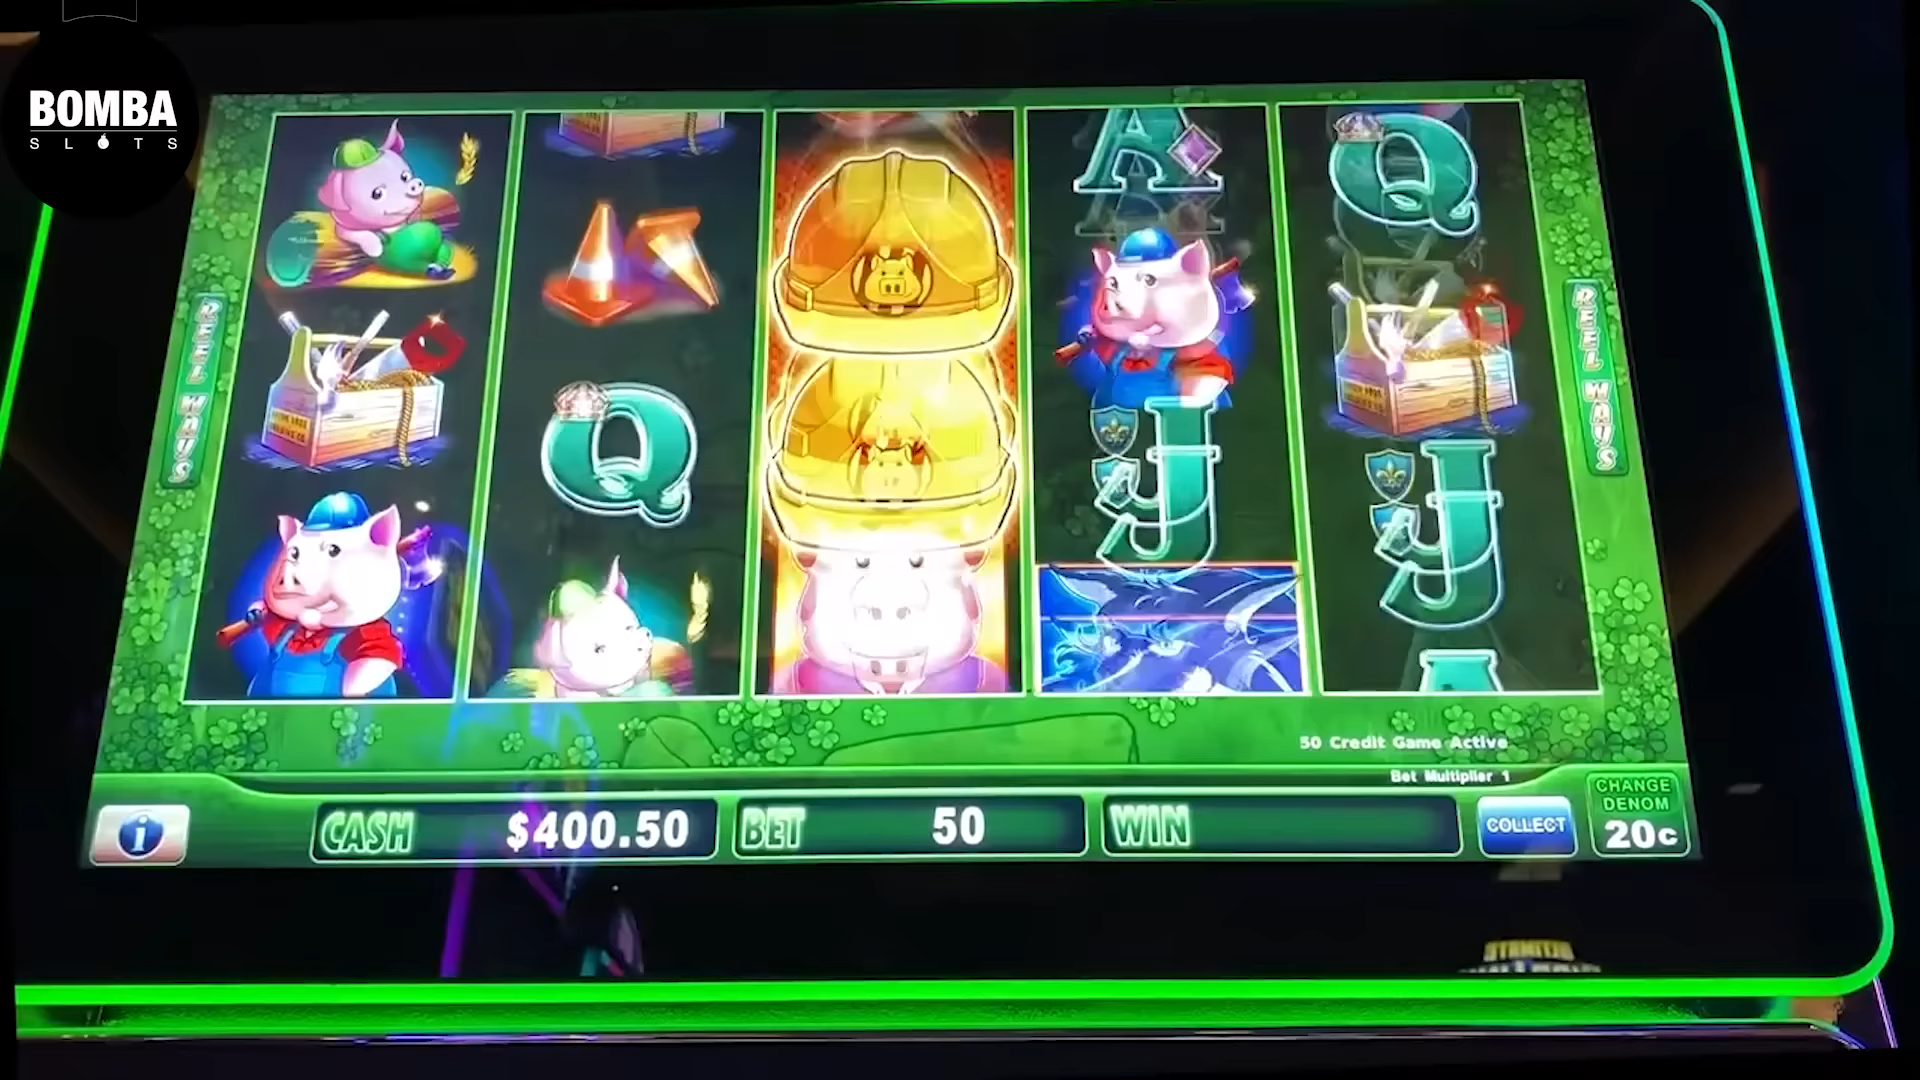 BOMBA
SLOTS
A
Q
REEL WAYS
REEL WAYS
Q
J
J
50 Credit Game Active
Bet Multiplier 1
i
CASH $400.50
BET 50
WIN
COLLECT
CHANGE
DENOM
20c